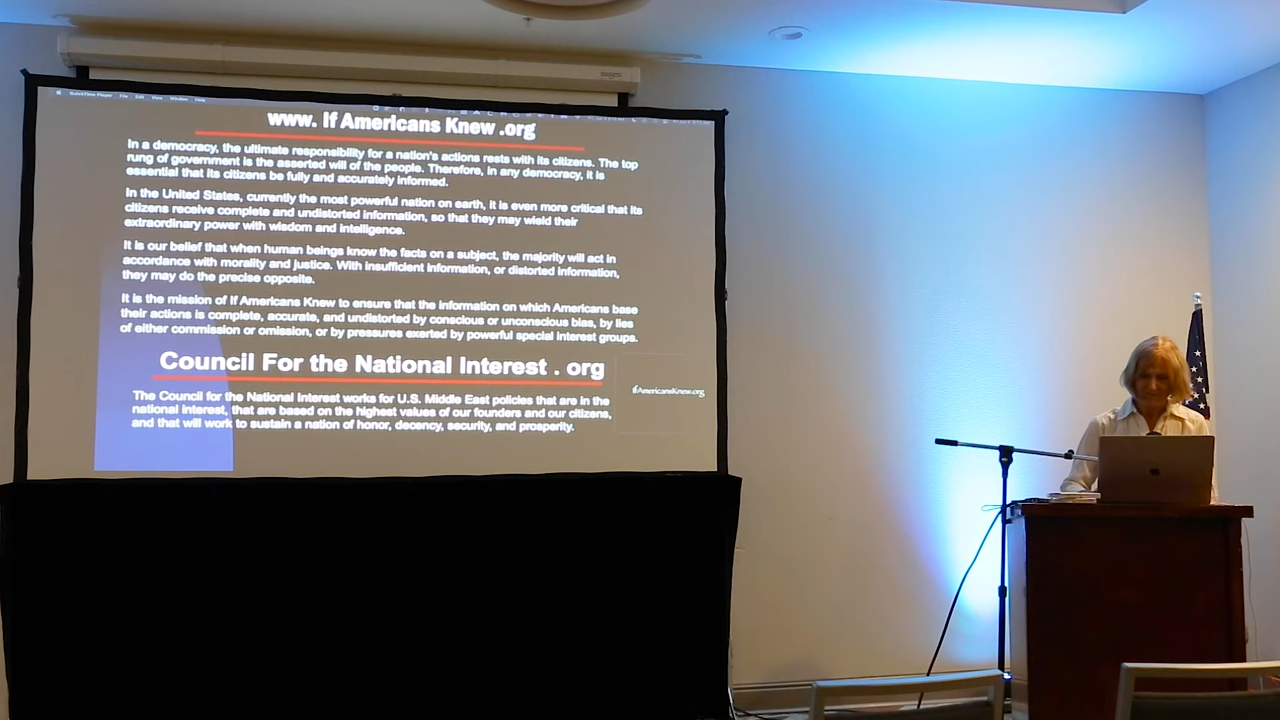 QuickTime Player File Edit View Window Help
www. If Americans Knew .org
In a democracy, the ultimate responsibility for a nation's actions rests with its citizens. The top
rung of government is the asserted will of the people. Therefore, in any democracy, it is
essential that its citizens be fully and accurately informed.
In the United States, currently the most powerful nation on earth, it is even more critical that its
citizens receive complete and undistorted information, so that they may wield their
extraordinary power with wisdom and intelligence.
It is our belief that when human beings know the facts on a subject, the majority will act in
accordance with morality and justice. With insufficient information, or distorted information,
they may do the precise opposite.
It is the mission of If Americans Knew to ensure that the information on which Americans base
their actions is complete, accurate, and undistorted by conscious or unconscious bias, by lies
of either commission or omission, or by pressures exerted by powerful special interest groups.
Council For the National Interest . org
IfAmericansKnew.org
The Council for the National Interest works for U.S. Middle East policies that are in the
national interest, that are based on the highest values of our founders and our citizens,
and that will work to sustain a nation of honor, decency, security, and prosperity.